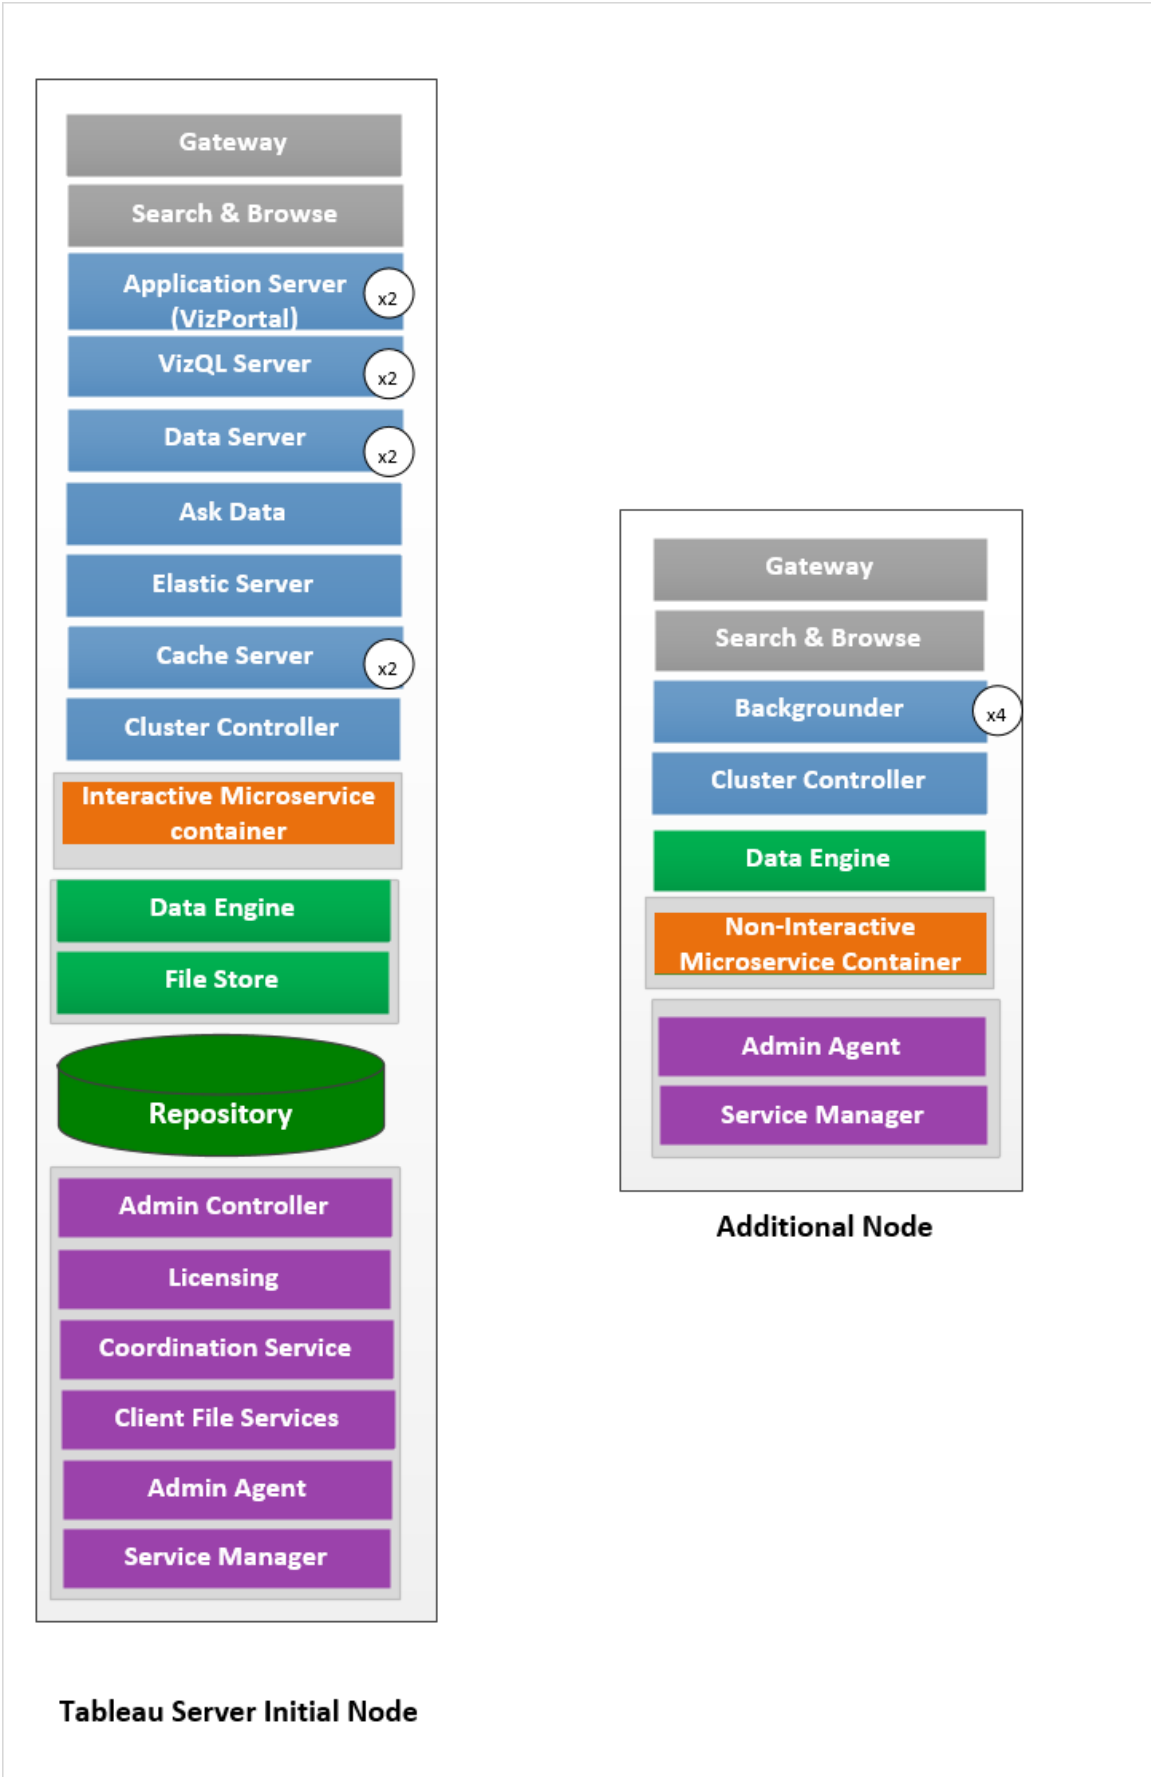 Gateway
Search & Browse
Application Server
(VizPortal)
x2
VizQL Server
x2
Data Server
x2
Ask Data
Elastic Server
Cache Server
x2
Cluster Controller
Interactive Microservice
container
Data Engine
File Store
Repository
Admin Controller
Licensing
Coordination Service
Client File Services
Admin Agent
Service Manager
Tableau Server Initial Node
Gateway
Search & Browse
Backgrounder
x4
Cluster Controller
Data Engine
Non-Interactive
Microservice Container
Admin Agent
Service Manager
Additional Node